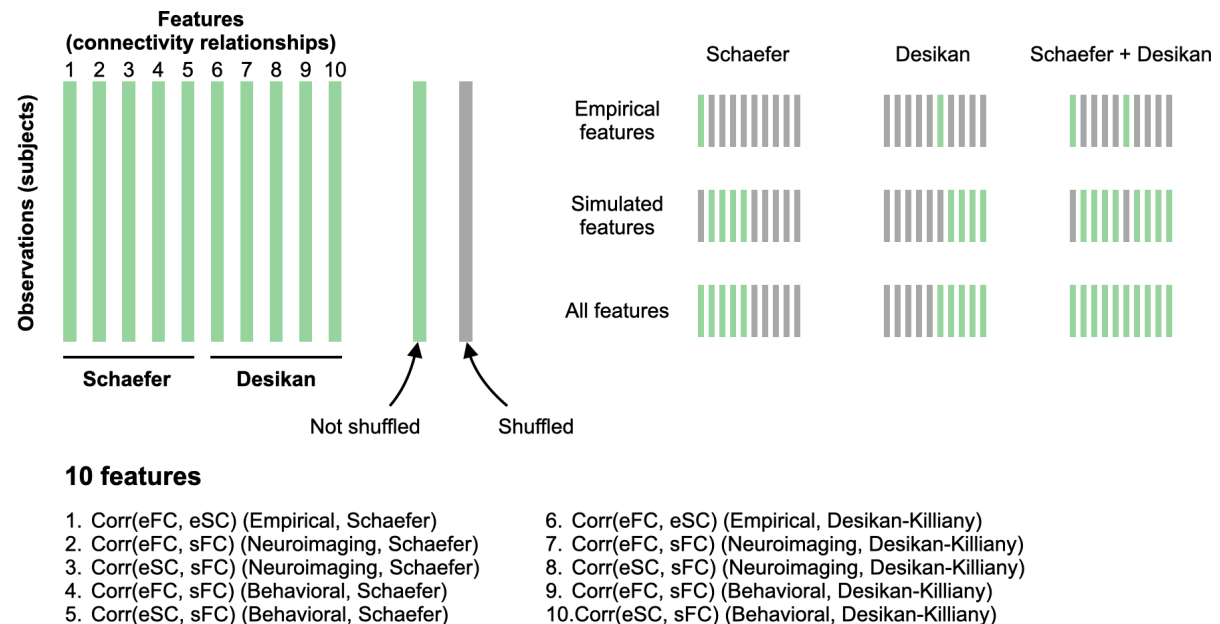 Features
(connectivity relationships)
1 2 3 4 5 6 7 8 9 10
Observations (subjects)
Schaefer
Desikan
Not shuffled
Shuffled
Schaefer
Desikan
Schaefer + Desikan
Empirical
features
Simulated
features
All features
10 features
1. Corr(eFC, eSC) (Empirical, Schaefer)
2. Corr(eFC, sFC) (Neuroimaging, Schaefer)
3. Corr(eSC, sFC) (Neuroimaging, Schaefer)
4. Corr(eFC, sFC) (Behavioral, Schaefer)
5. Corr(eSC, sFC) (Behavioral, Schaefer)
6. Corr(eFC, eSC) (Empirical, Desikan-Killiany)
7. Corr(eFC, sFC) (Neuroimaging, Desikan-Killiany)
8. Corr(eSC, sFC) (Neuroimaging, Desikan-Killiany)
9. Corr(eFC, sFC) (Behavioral, Desikan-Killiany)
10.Corr(eSC, sFC) (Behavioral, Desikan-Killiany)